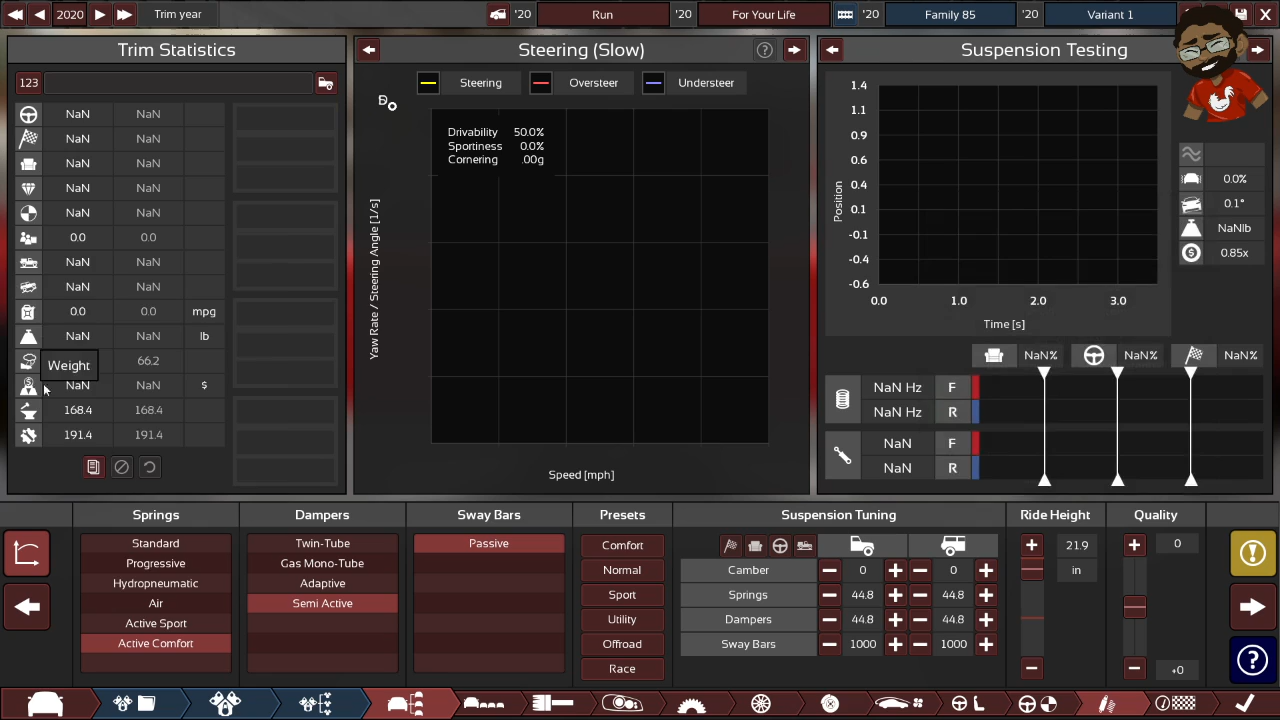 2020 Trim year '20 Run '20 For Your Life '20 Family 85 '20 Variant 1
Trim Statistics
123
NaN NaN
NaN NaN
NaN NaN
NaN NaN
NaN NaN
0.0 0.0
NaN NaN
NaN NaN
0.0 0.0 mpg
NaN NaN lb
66.2
Weight
NaN NaN $
168.4 168.4
191.4 191.4
Steering (Slow)
?
Steering Oversteer Understeer
Drivability 50.0%
Sportiness 0.0%
Cornering .00g
Yaw Rate / Steering Angle [1/s]
Speed [mph]
Suspension Testing
1.4
1.1
0.9
0.6
0.4
0.1
-0.1
-0.4
-0.6
Position
0.0 1.0 2.0 3.0
Time [s]
0.0%
0.1°
NaNlb
0.85x
NaN% NaN% NaN%
NaN Hz F
NaN Hz R
NaN F
NaN R
Springs
Standard
Progressive
Hydropneumatic
Air
Active Sport
Active Comfort
Dampers
Twin-Tube
Gas Mono-Tube
Adaptive
Semi Active
Sway Bars
Passive
Presets
Comfort
Normal
Sport
Utility
Offroad
Race
Suspension Tuning
Camber 0 0
Springs 44.8 44.8
Dampers 44.8 44.8
Sway Bars 1000 1000
Ride Height
21.9
in
Quality
0
+0
?